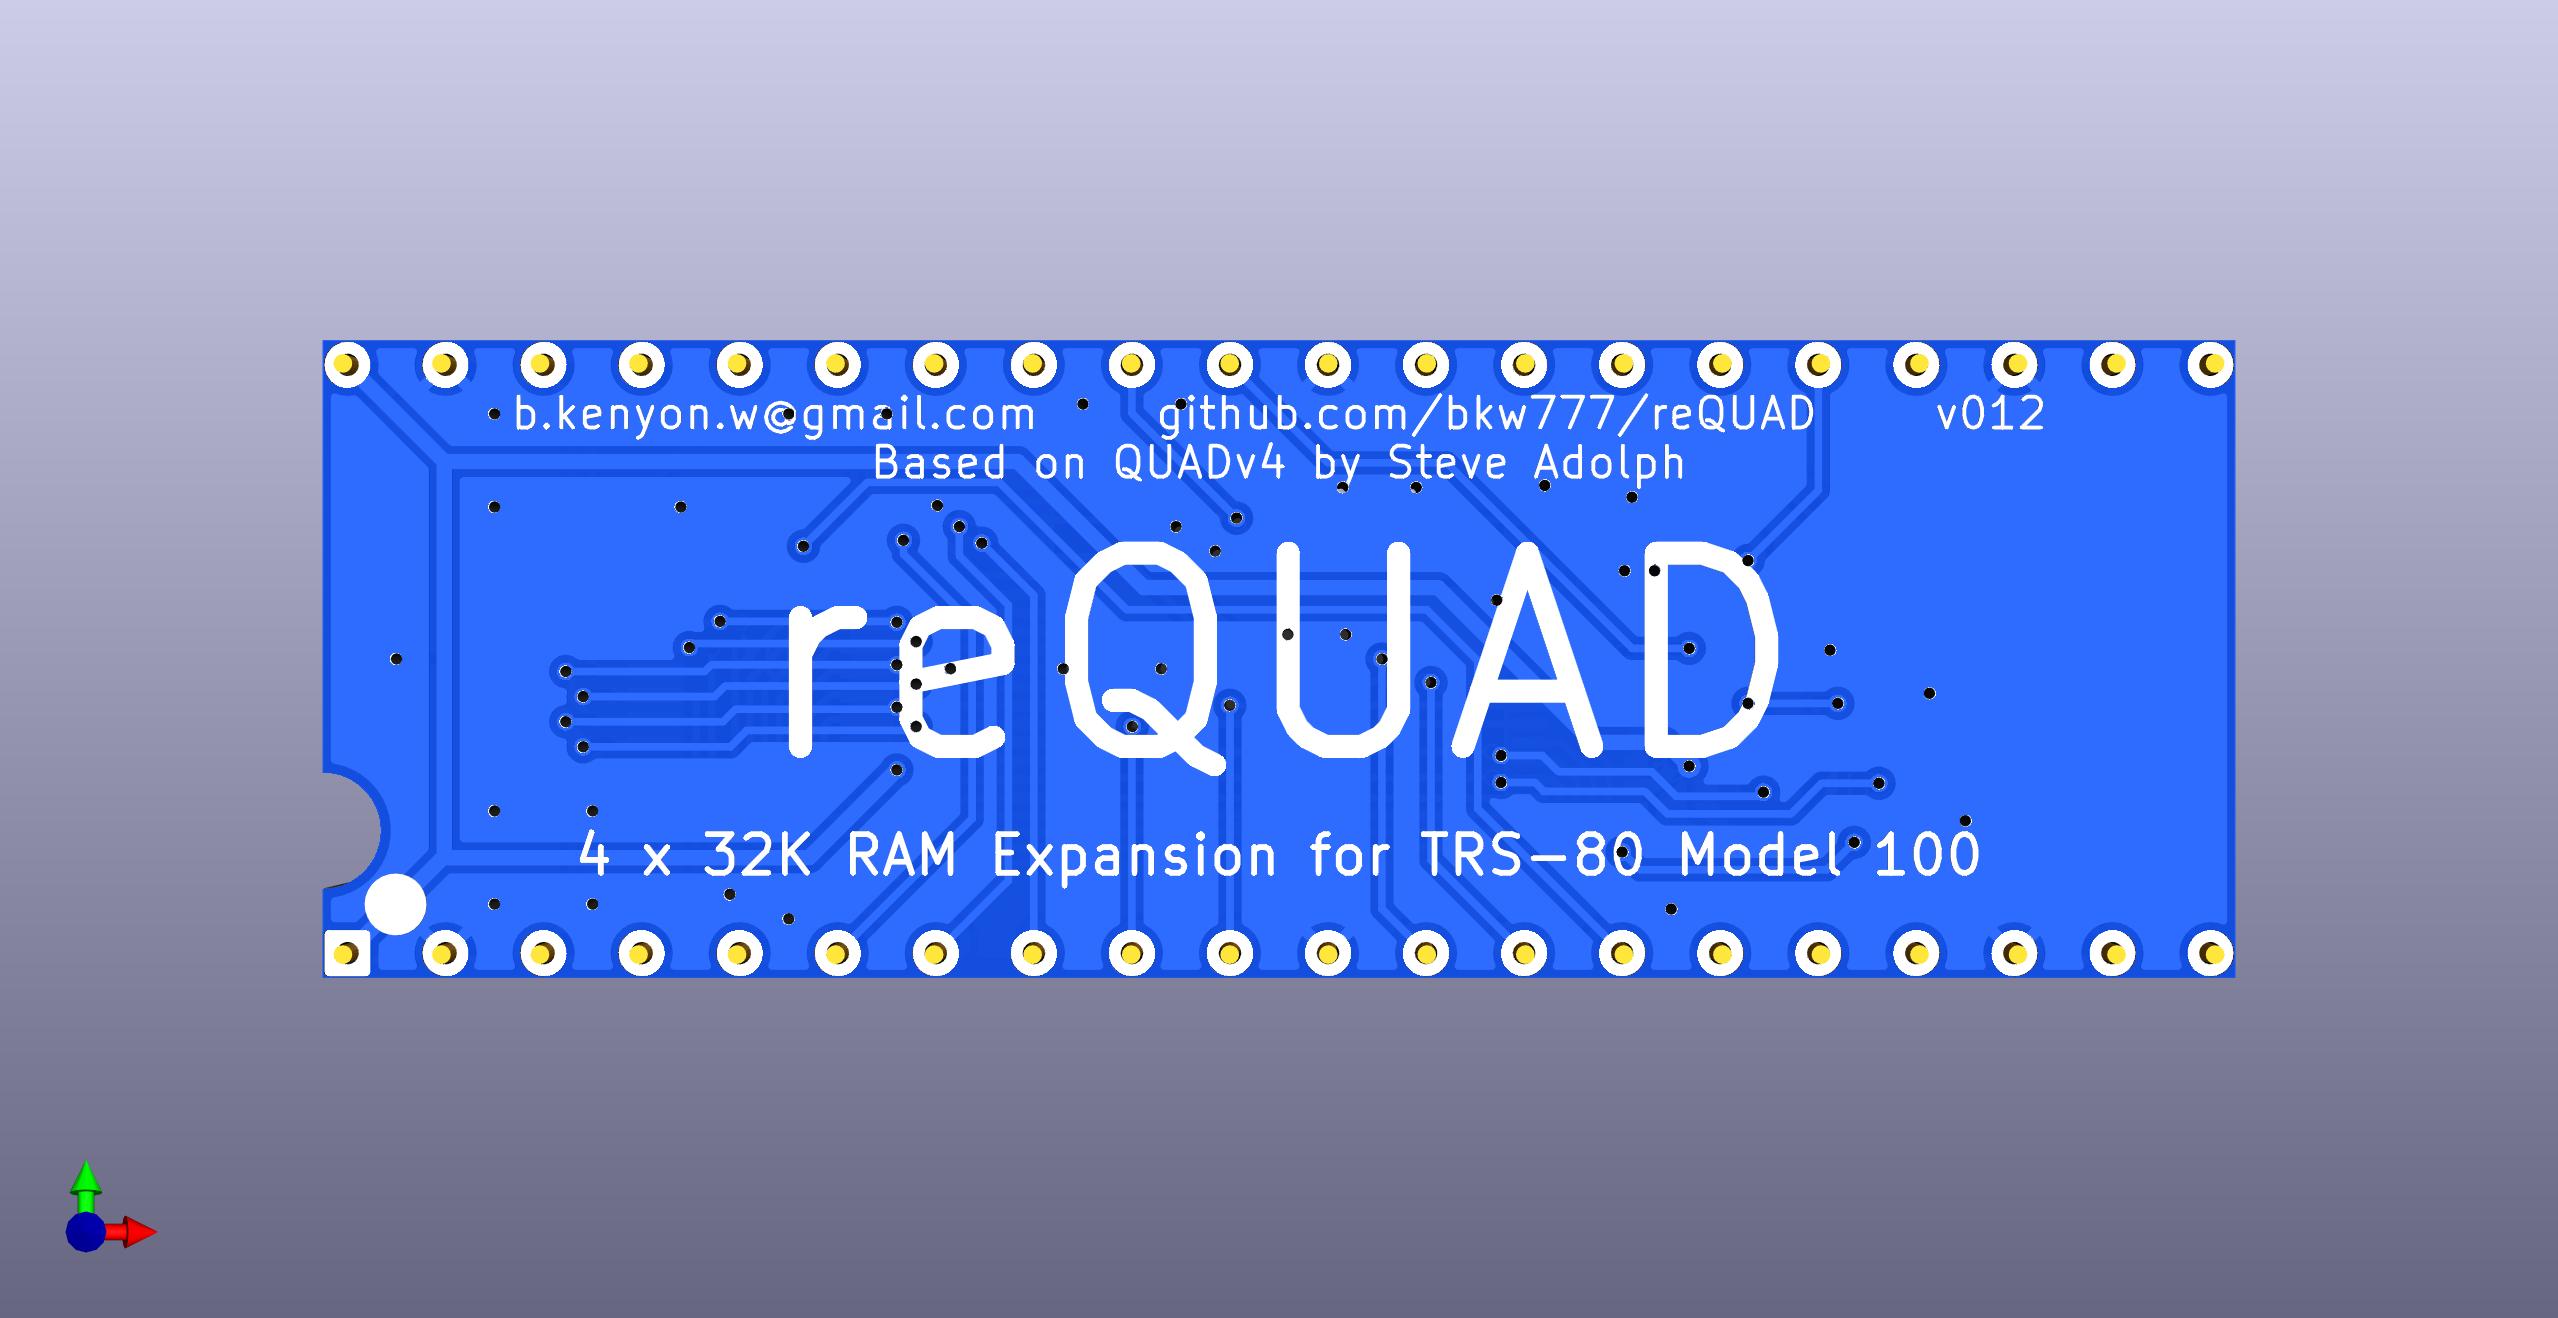 b.kenyon.w@gmail.com github.com/bkw777/reQUAD v012
Based on QUADv4 by Steve Adolph
reQUAD
4 x 32K RAM Expansion for TRS-80 Model 100